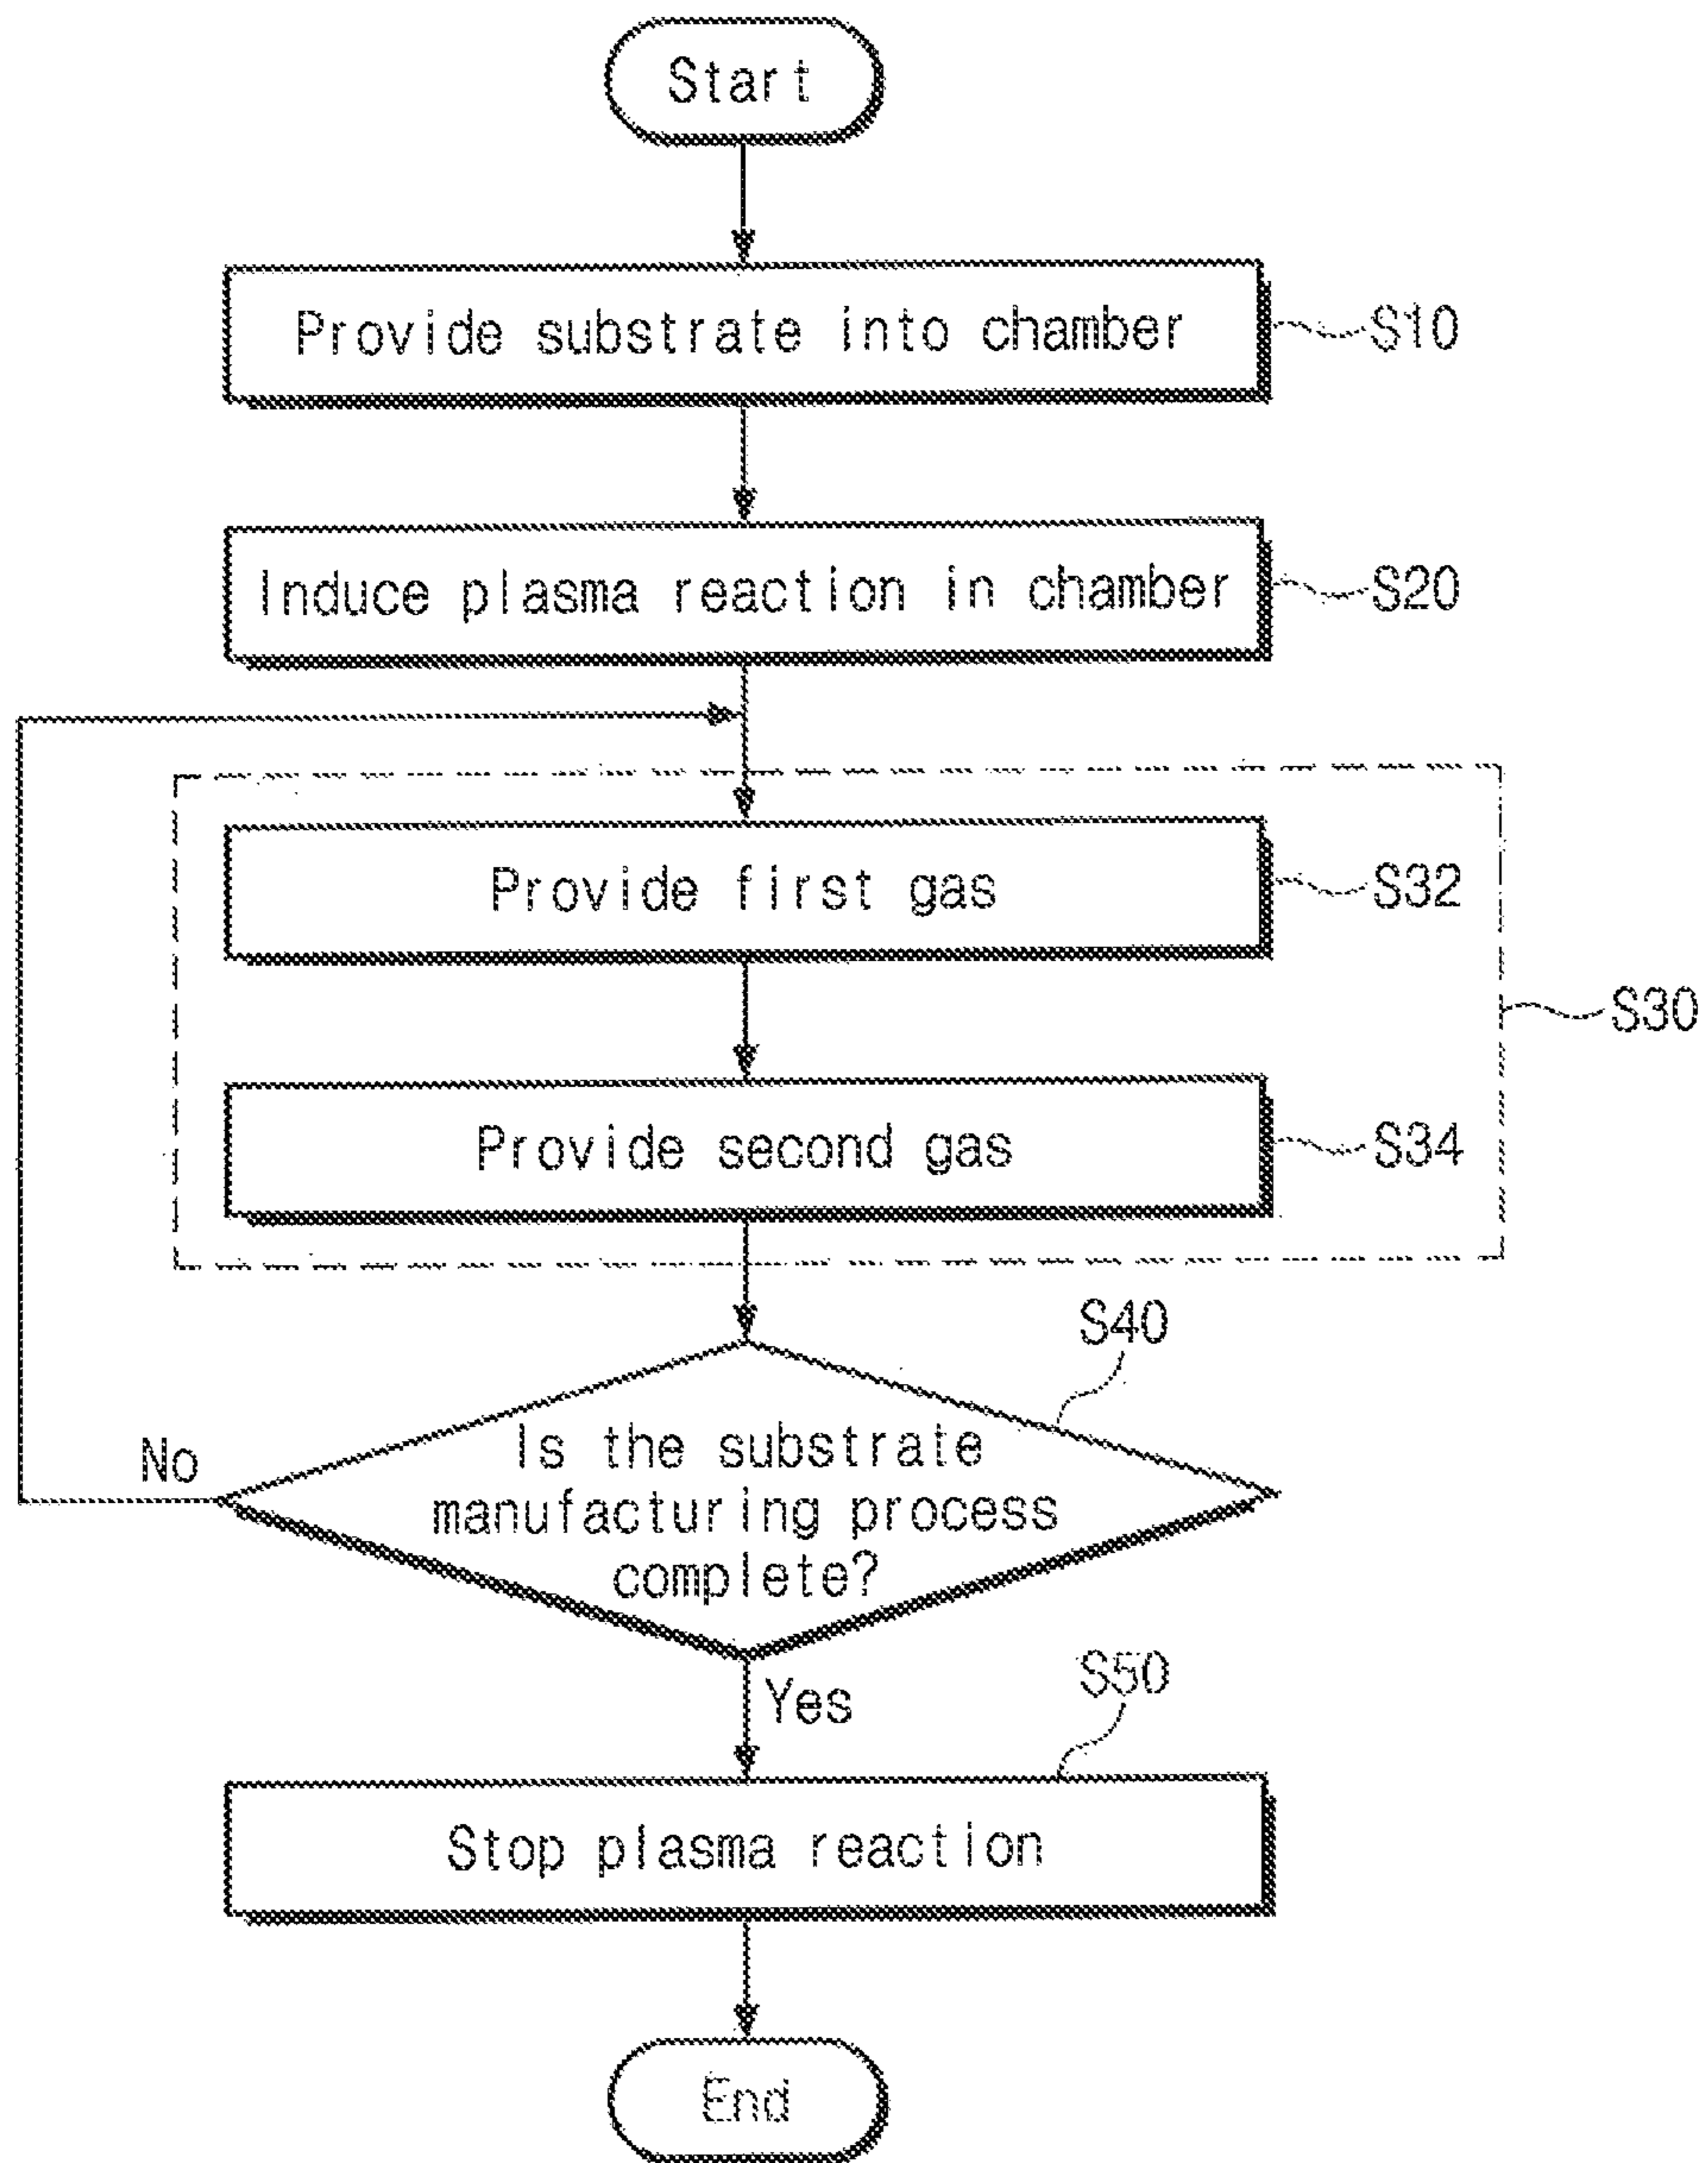 Start
Provide substrate into chamber
S10
Induce plasma reaction in chamber
S20
Provide first gas
S32
S30
Provide second gas
S34
S40
Is the substrate
manufacturing process
complete?
No
Yes
S50
Stop plasma reaction
End